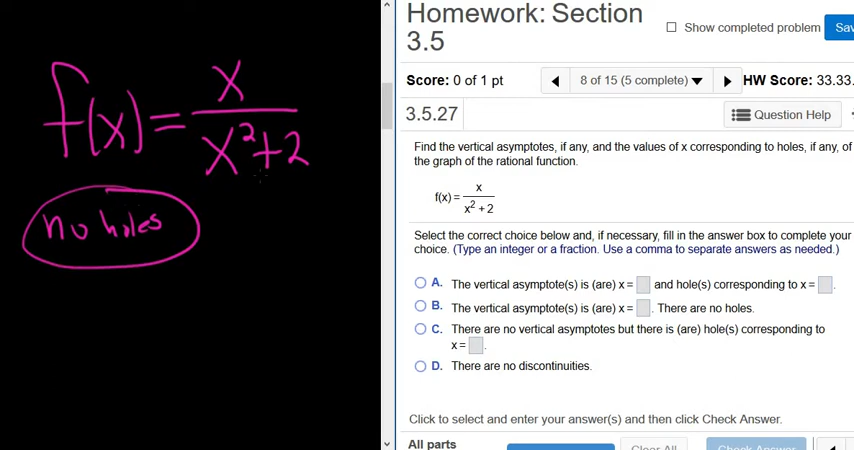 f(x) = x / x² + 2
no holes
Homework: Section 3.5
Show completed problem
Sav
Score: 0 of 1 pt
8 of 15 (5 complete)
HW Score: 33.33.
3.5.27
Question Help
Find the vertical asymptotes, if any, and the values of x corresponding to holes, if any, of
the graph of the rational function.
f(x) = x / x² + 2
Select the correct choice below and, if necessary, fill in the answer box to complete your
choice. (Type an integer or a fraction. Use a comma to separate answers as needed.)
A. The vertical asymptote(s) is (are) x = and hole(s) corresponding to x = .
B. The vertical asymptote(s) is (are) x = . There are no holes.
C. There are no vertical asymptotes but there is (are) hole(s) corresponding to
x = .
D. There are no discontinuities.
Click to select and enter your answer(s) and then click Check Answer.
All parts
Clear All
Check Answer